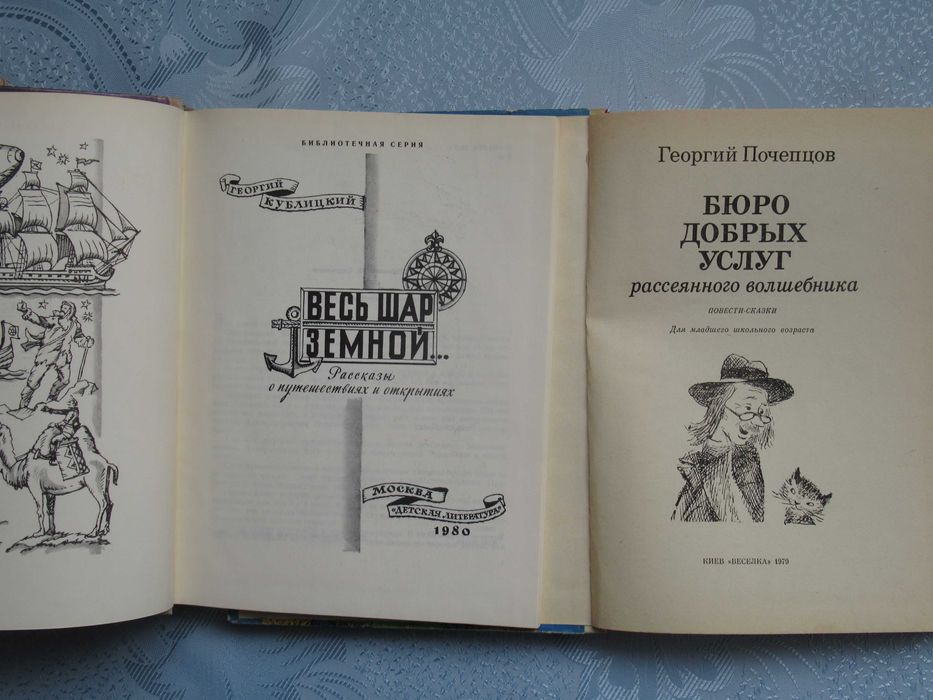 БИБЛИОТЕЧНАЯ СЕРИЯ
ГЕОРГИЙ
КУБЛИЦКИЙ
ВЕСЬ ШАР
ЗЕМНОЙ...
Рассказы
о путешествиях и открытиях
МОСКВА
"ДЕТСКАЯ ЛИТЕРАТУРА"
1980
Георгий Почепцов
БЮРО
ДОБРЫХ
УСЛУГ
рассеянного волшебника
ПОВЕСТИ-СКАЗКИ
Для младшего школьного возраста
КИЕВ «ВЕСЕЛКА» 1979